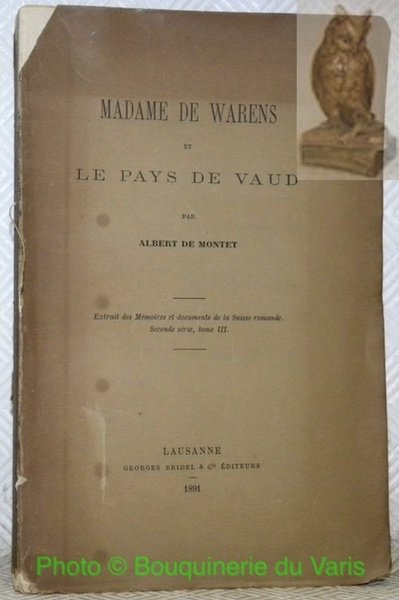 MADAME DE WARENS
ET
LE PAYS DE VAUD
PAR
ALBERT DE MONTET
Extrait des Mémoires et documents de la Suisse romande.
Seconde série, tome III.
LAUSANNE
GEORGES BRIDEL & Cie ÉDITEURS
1891
Photo © Bouquinerie du Varis